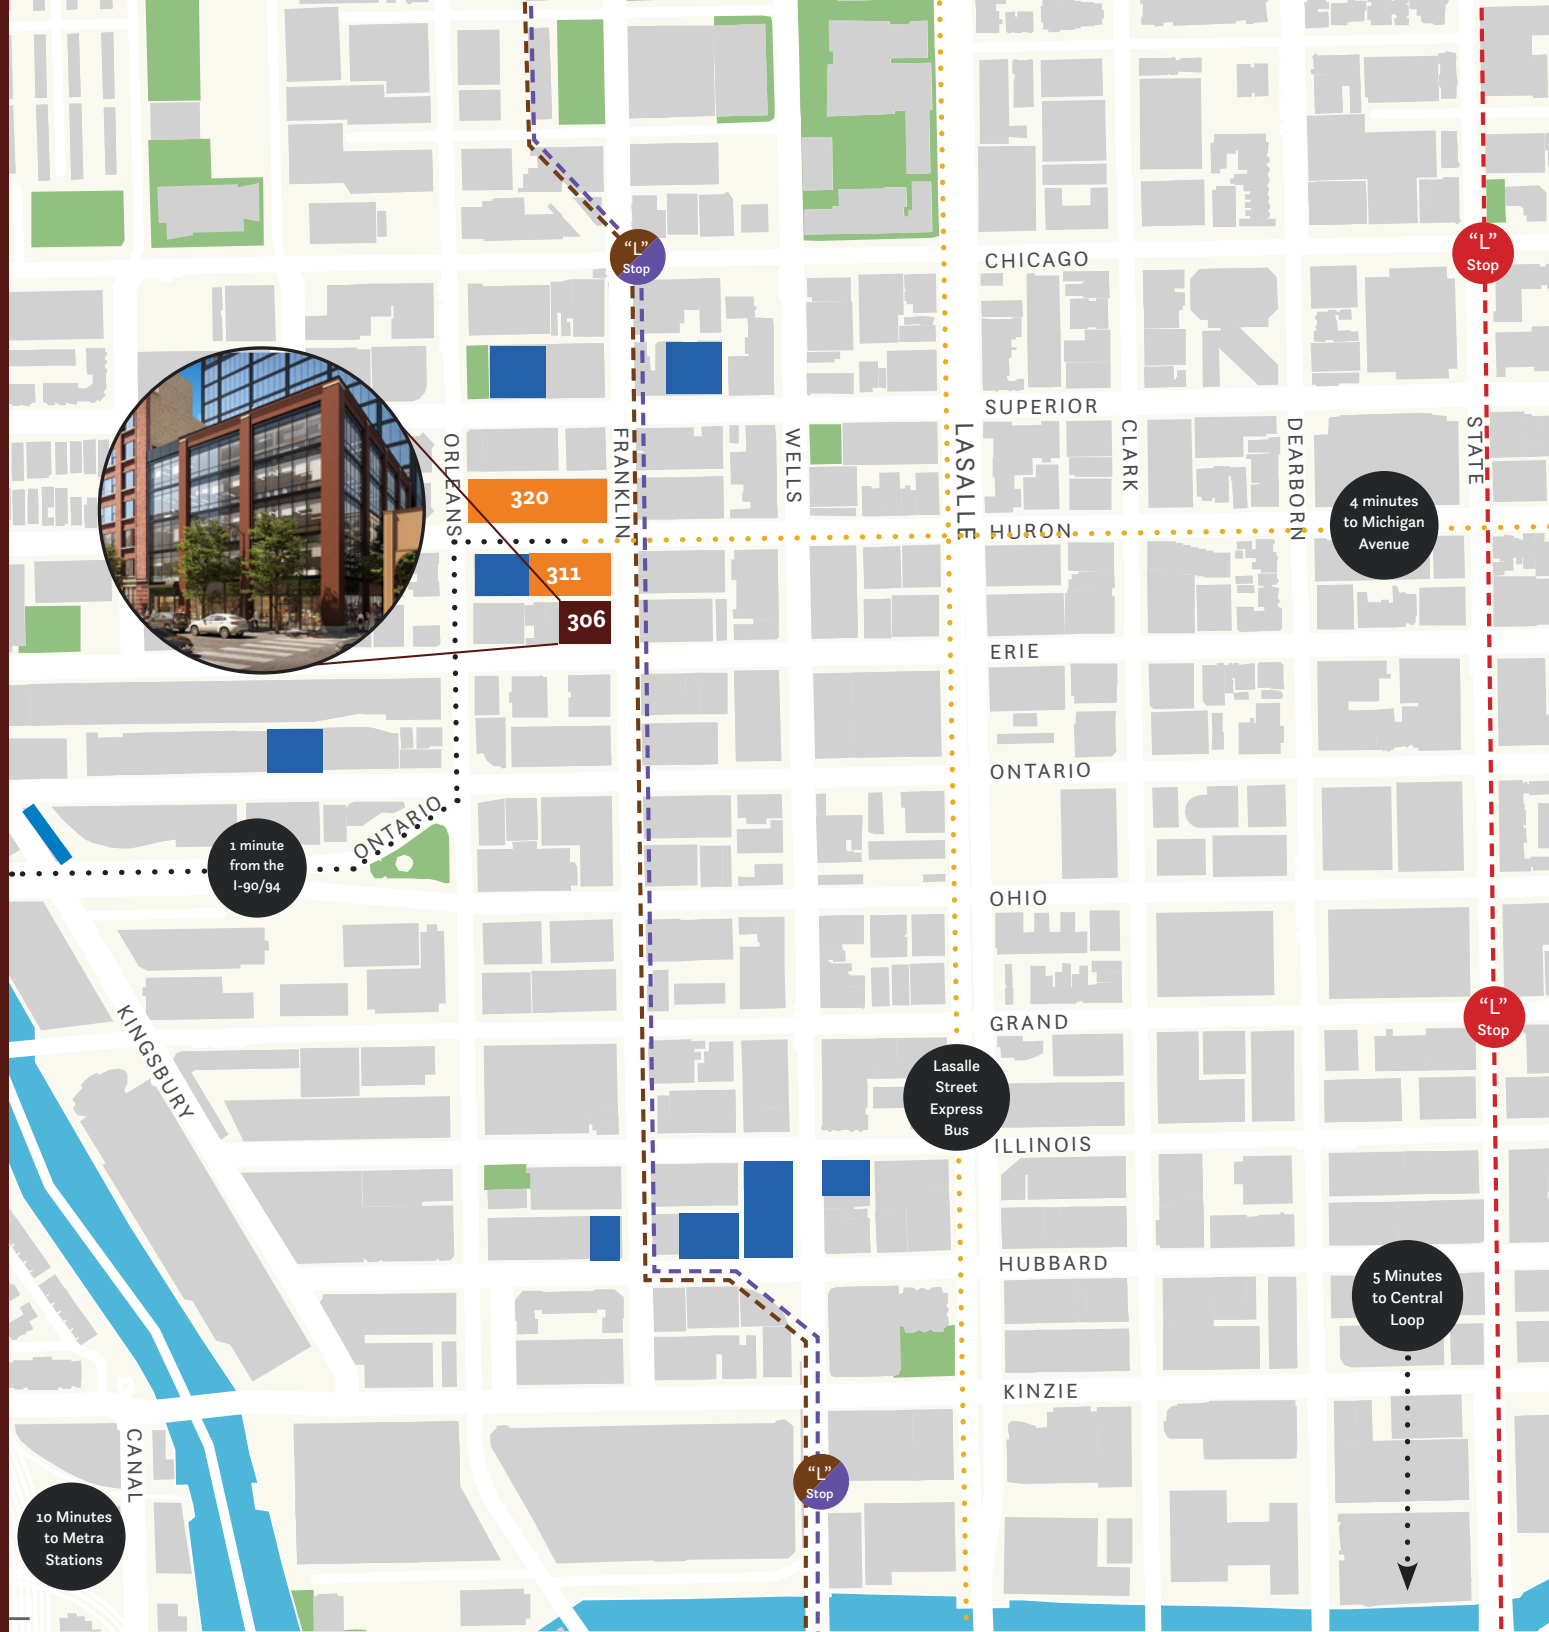 “L”
Stop
“L”
Stop
CHICAGO
SUPERIOR
ORLEANS
FRANKLIN
WELLS
LASALLE
CLARK
DEARBORN
STATE
320
4 minutes
to Michigan
Avenue
HURON
311
306
ERIE
ONTARIO
ONTARIO
1 minute
from the
I-90/94
OHIO
KINGSBURY
GRAND
“L”
Stop
Lasalle
Street
Express
Bus
ILLINOIS
HUBBARD
5 Minutes
to Central
Loop
KINZIE
CANAL
“L”
Stop
10 Minutes
to Metra
Stations